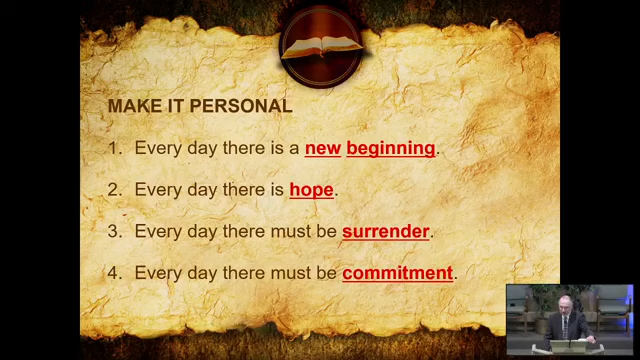 MAKE IT PERSONAL
1. Every day there is a new beginning.
2. Every day there is hope.
3. Every day there must be surrender.
4. Every day there must be commitment.